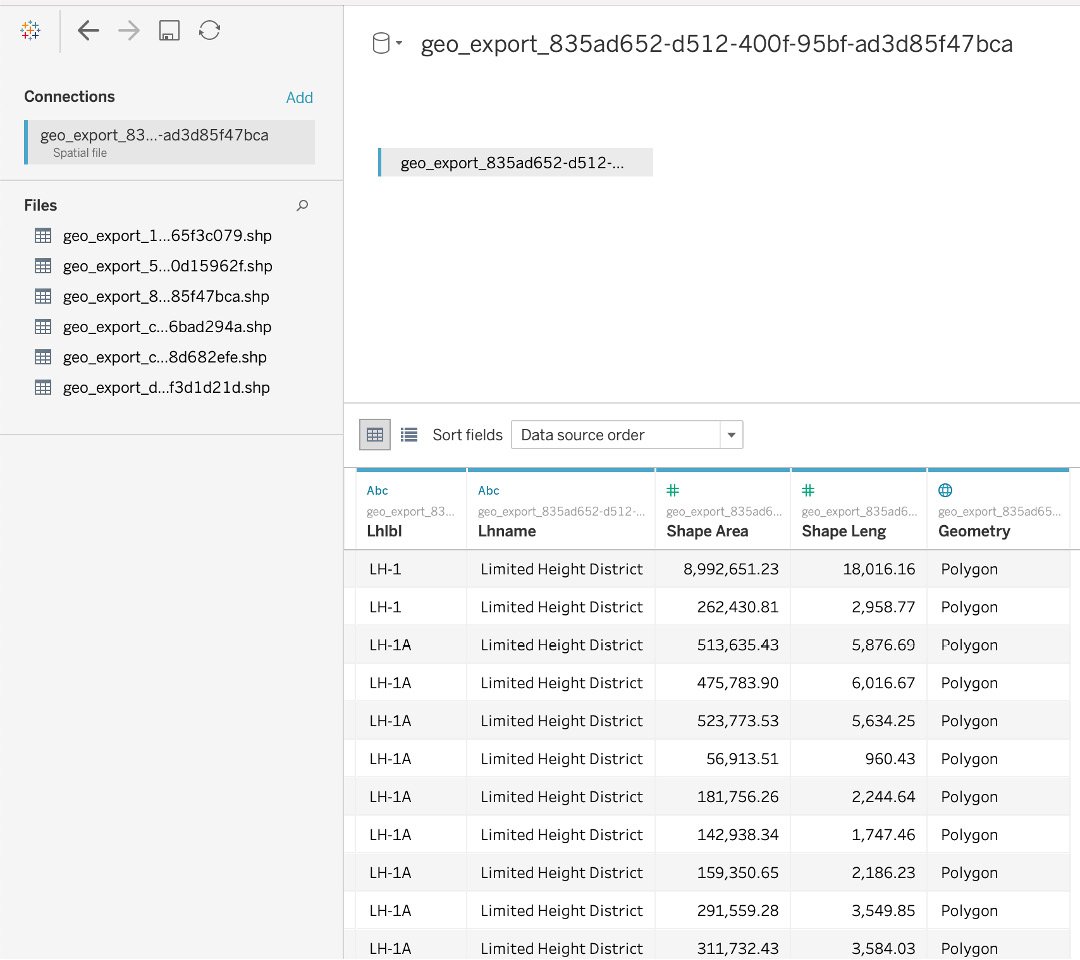 geo_export_835ad652-d512-400f-95bf-ad3d85f47bca
Connections Add
geo_export_83...-ad3d85f47bca
Spatial file
geo_export_835ad652-d512-...
Files
geo_export_1...65f3c079.shp
geo_export_5...0d15962f.shp
geo_export_8...85f47bca.shp
geo_export_c...6bad294a.shp
geo_export_c...8d682efe.shp
geo_export_d...f3d1d21d.shp
Sort fields Data source order
Abc Abc # #
geo_export_83... geo_export_835ad652-d512-... geo_export_835ad6... geo_export_835ad6... geo_export_835ad65...
Lhlbl Lhname Shape Area Shape Leng Geometry
LH-1 Limited Height District 8,992,651.23 18,016.16 Polygon
LH-1 Limited Height District 262,430.81 2,958.77 Polygon
LH-1A Limited Height District 513,635.43 5,876.69 Polygon
LH-1A Limited Height District 475,783.90 6,016.67 Polygon
LH-1A Limited Height District 523,773.53 5,634.25 Polygon
LH-1A Limited Height District 56,913.51 960.43 Polygon
LH-1A Limited Height District 181,756.26 2,244.64 Polygon
LH-1A Limited Height District 142,938.34 1,747.46 Polygon
LH-1A Limited Height District 159,350.65 2,186.23 Polygon
LH-1A Limited Height District 291,559.28 3,549.85 Polygon
LH-1A Limited Height District 311,732.43 3,584.03 Polygon